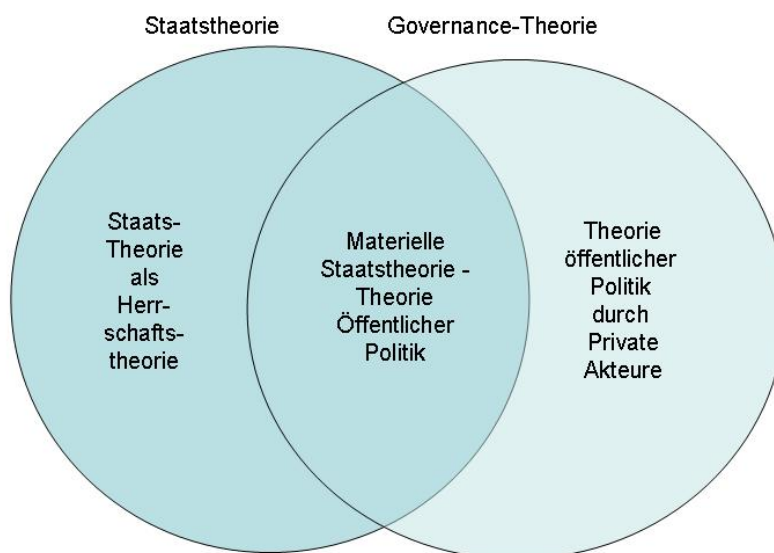 Staatstheorie
Governance-Theorie
Staats-
Theorie
als
Herr-
schafts-
theorie
Materielle
Staatstheorie -
Theorie
Öffentlicher
Politik
Theorie
öffentlicher
Politik
durch
Private
Akteure